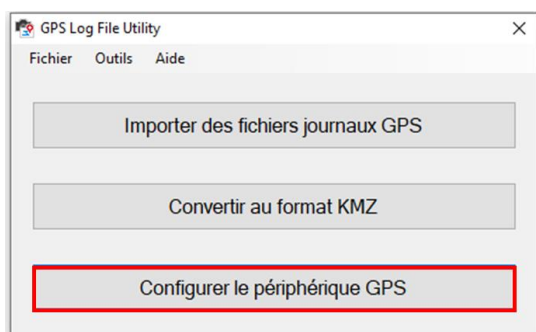 GPS Log File Utility
Fichier Outils Aide
Importer des fichiers journaux GPS
Convertir au format KMZ
Configurer le périphérique GPS